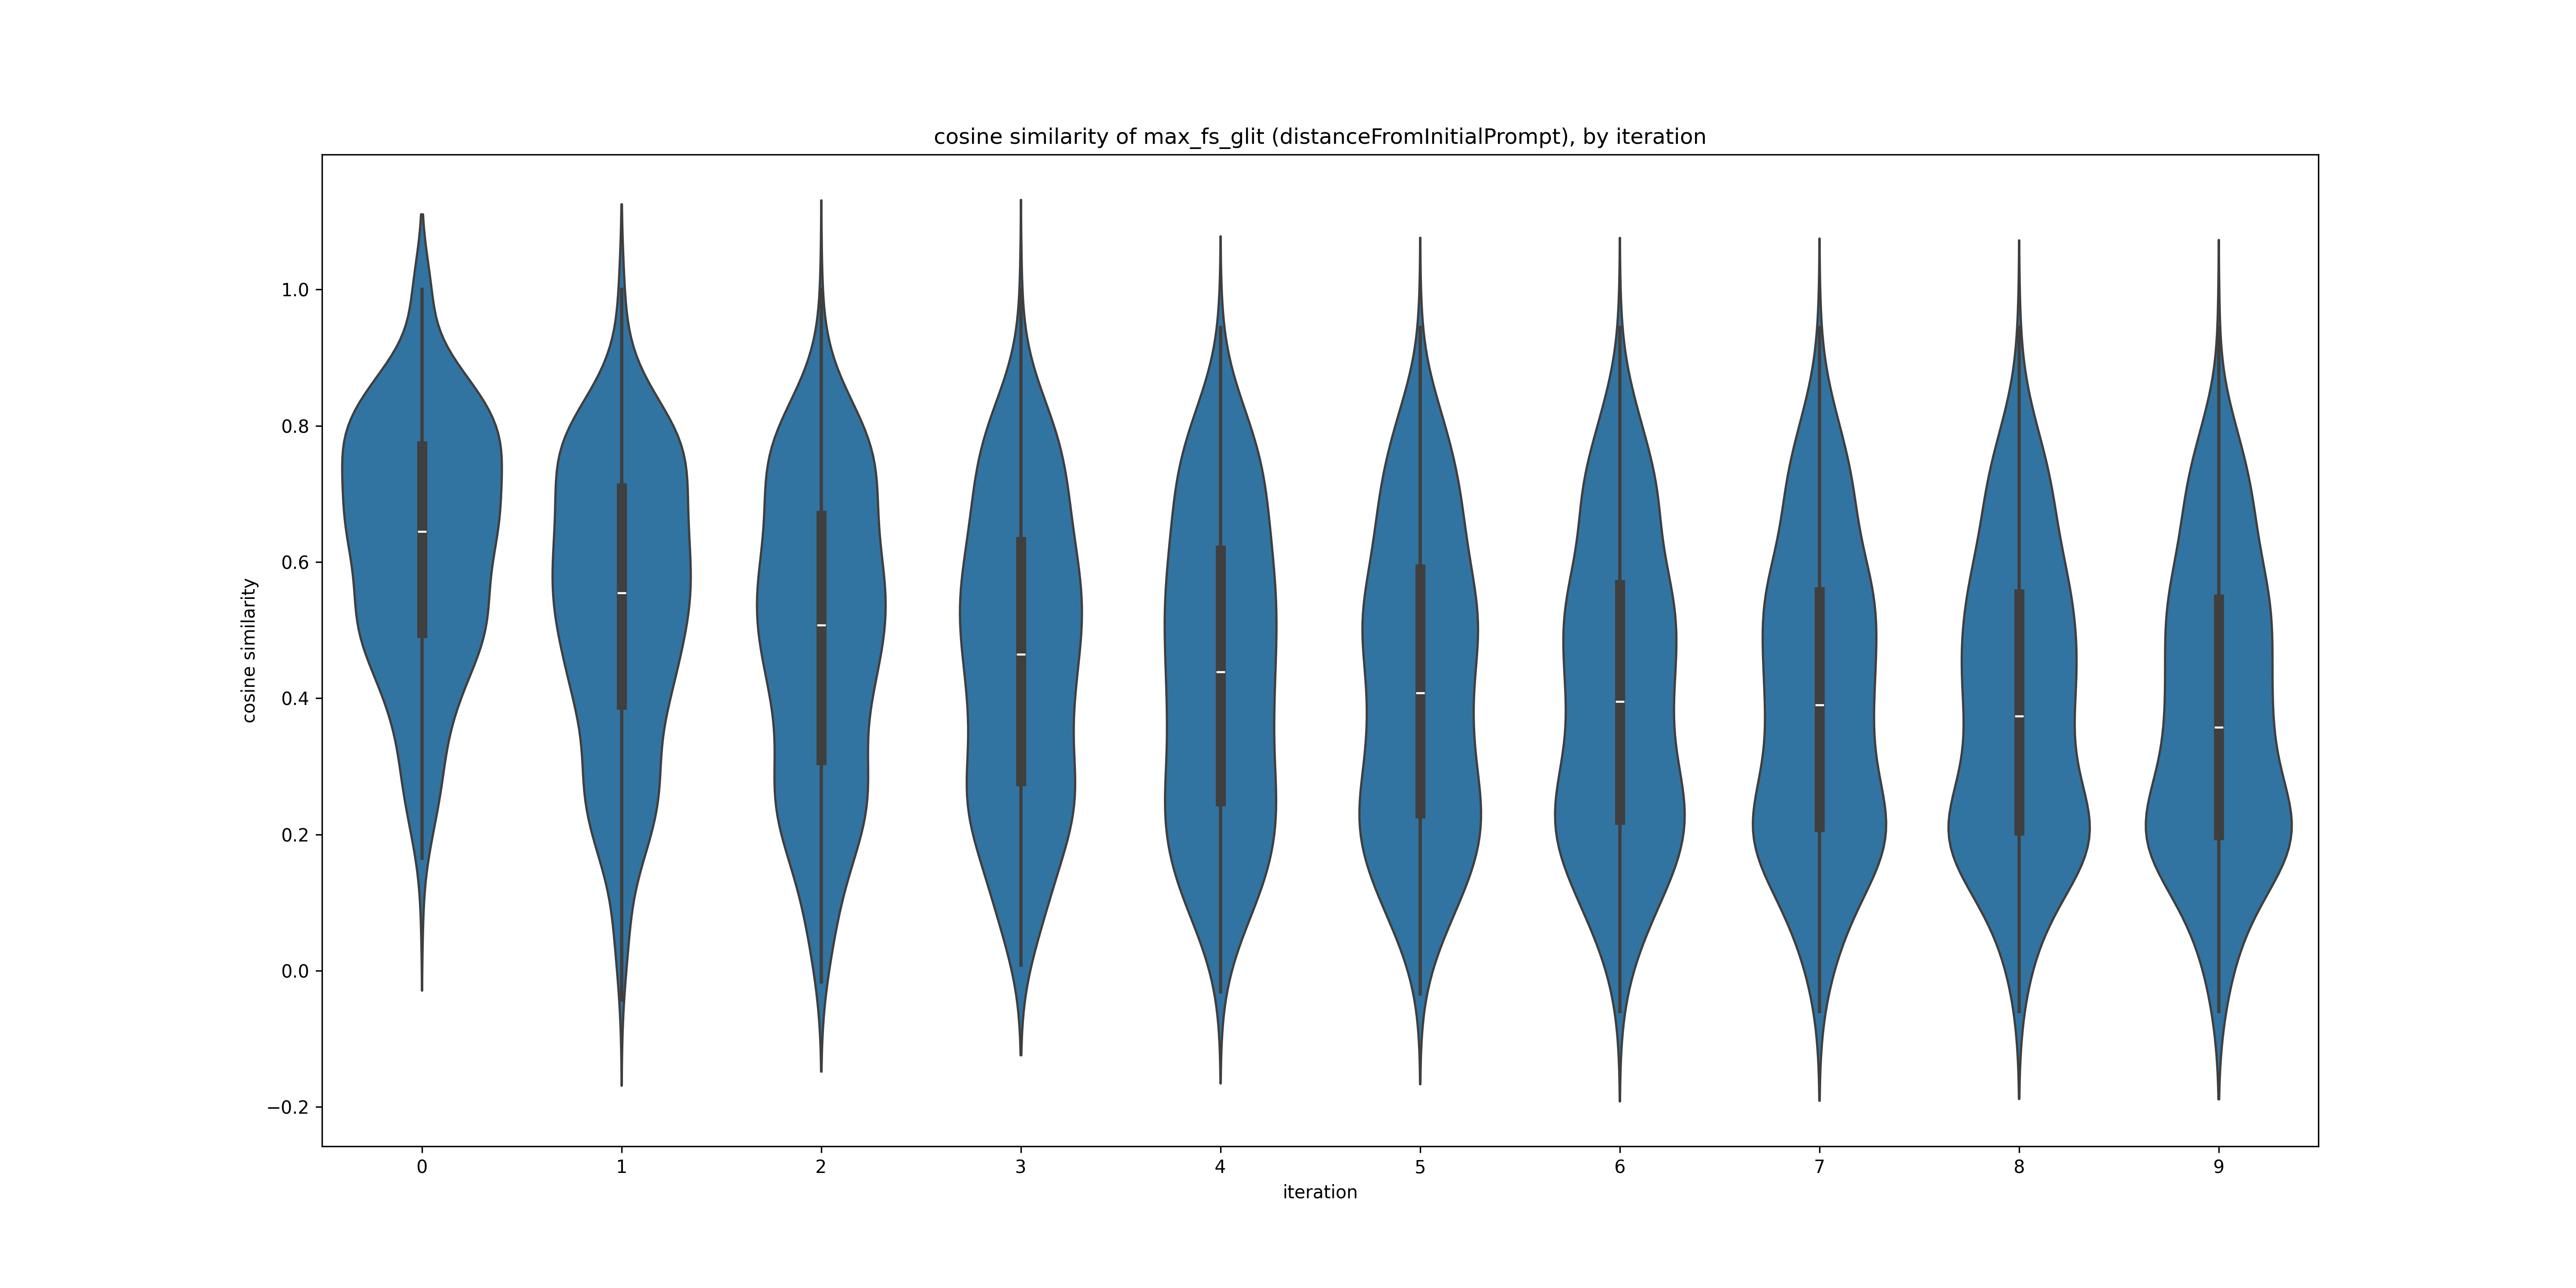 cosine similarity of max_fs_glit (distanceFromInitialPrompt), by iteration
cosine similarity
1.0
0.8
0.6
0.4
0.2
0.0
−0.2
0 1 2 3 4 5 6 7 8 9
iteration